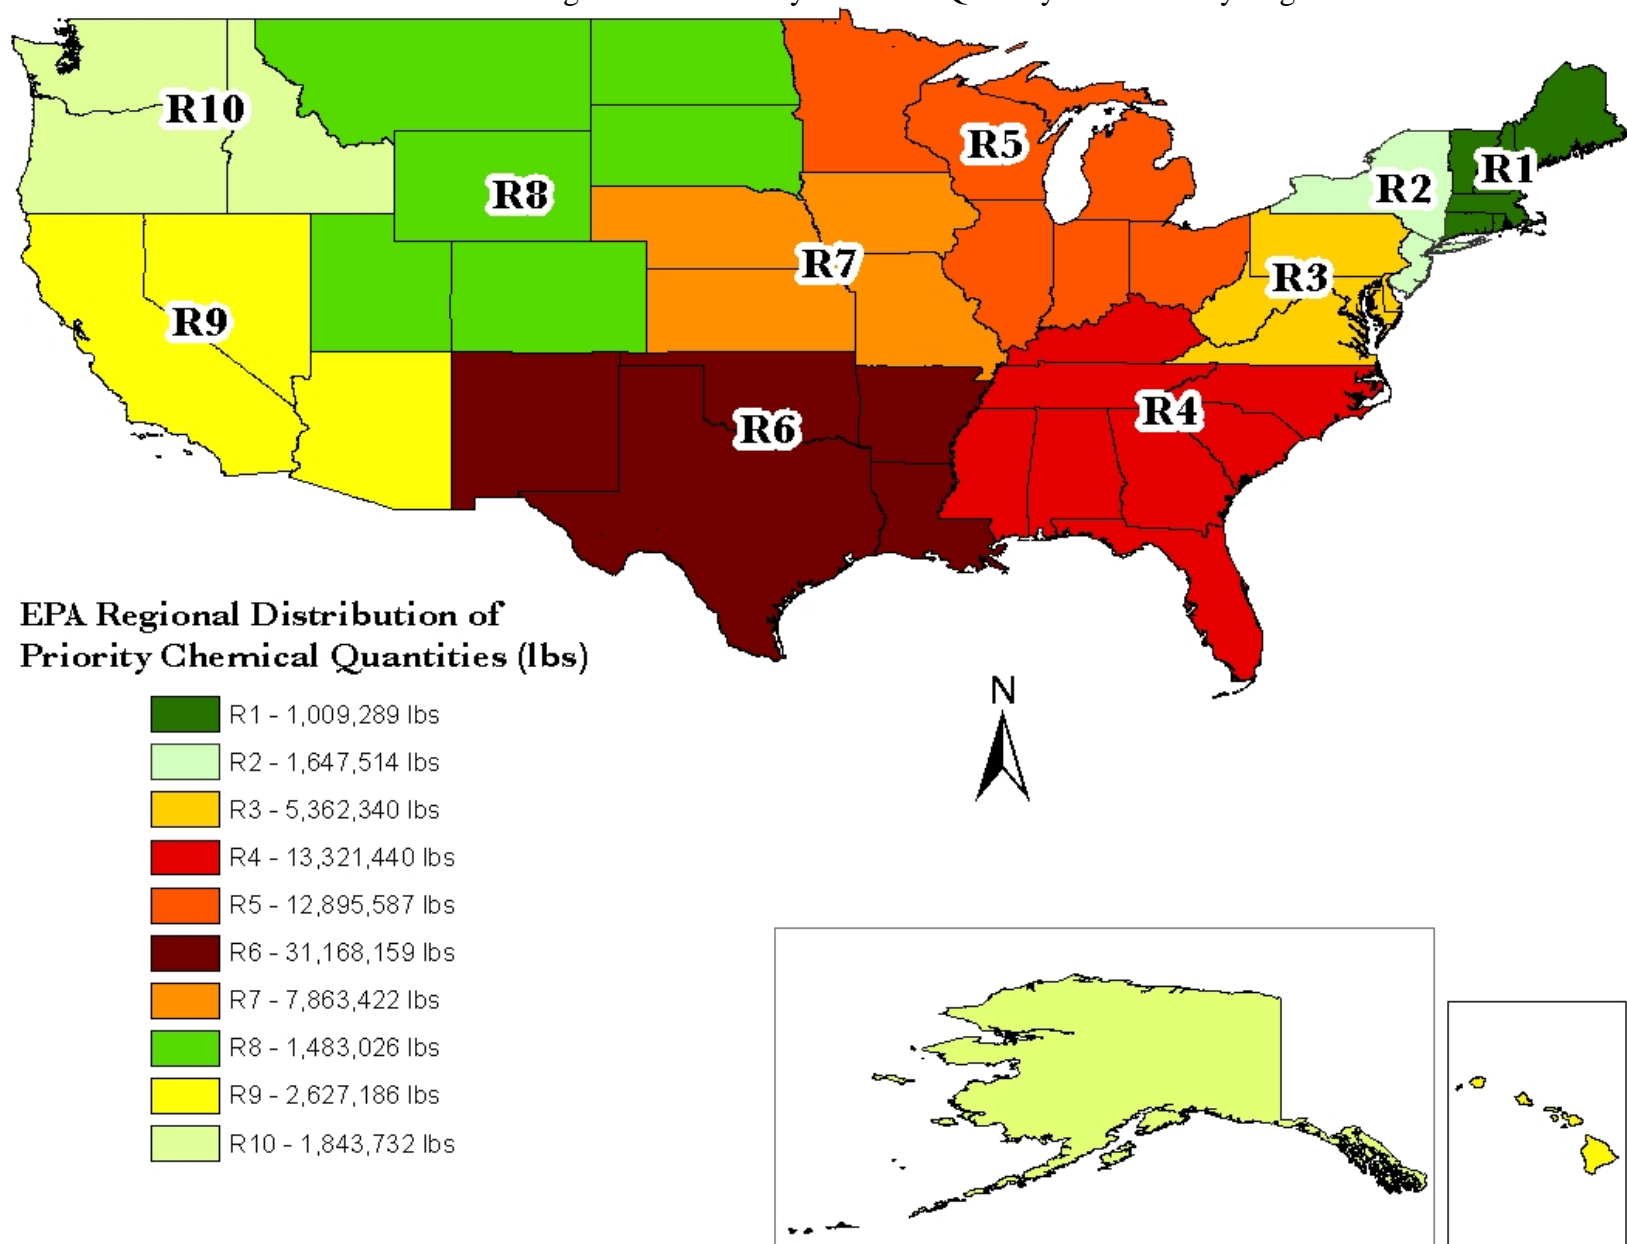 R10
R8
R5
R1
R2
R7
R3
R9
R6
R4
EPA Regional Distribution of
Priority Chemical Quantities (lbs)
N
R1 - 1,009,289 lbs
R2 - 1,647,514 lbs
R3 - 5,362,340 lbs
R4 - 13,321,440 lbs
R5 - 12,895,587 lbs
R6 - 31,168,159 lbs
R7 - 7,863,422 lbs
R8 - 1,483,026 lbs
R9 - 2,627,186 lbs
R10 - 1,843,732 lbs